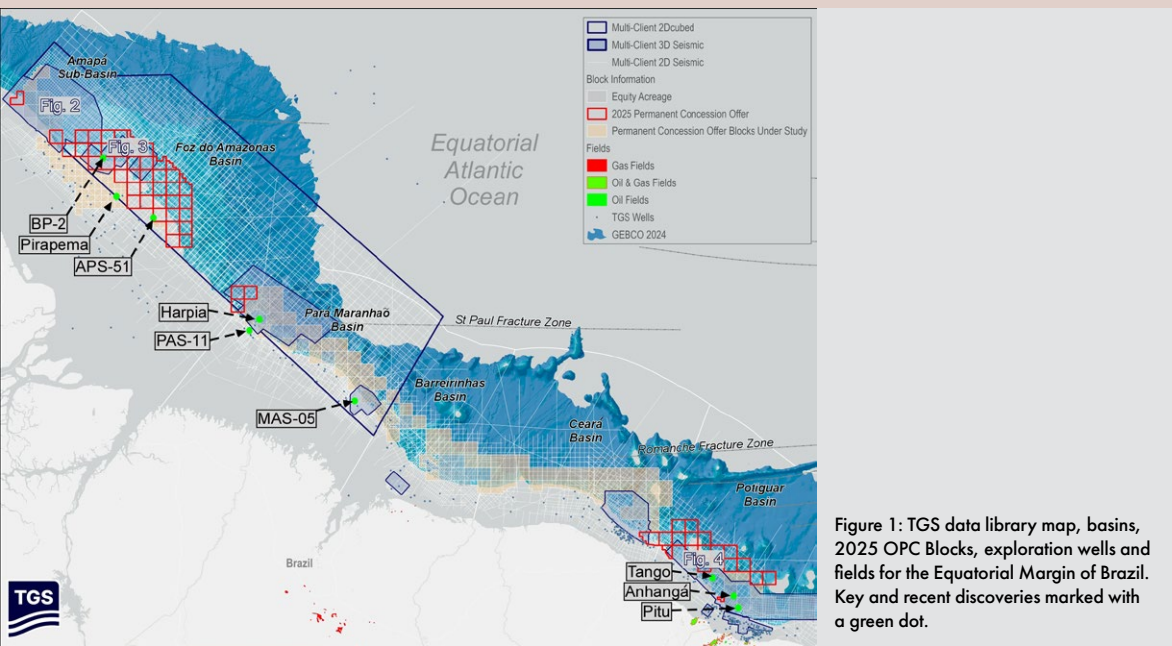 Multi-Client 2Dcubed
Multi-Client 3D Seismic
Multi-Client 2D Seismic
Block Information
Equity Acreage
2025 Permanent Concession Offer
Permanent Concession Offer Blocks Under Study
Fields
Gas Fields
Oil & Gas Fields
Oil Fields
TGS Wells
GEBCO 2024
Amapá
Sub-Basin
Fig. 2
Fig. 3
Foz do Amazonas
Basin
Equatorial
Atlantic
Ocean
BP-2
Pirapema
APS-51
Harpia
PAS-11
Pará Maranhaõ
Basin
St Paul Fracture Zone
MAS-05
Barreirinhas
Basin
Ceará
Basin
Romanche Fracture Zone
Potiguar
Basin
Brazil
Fig. 4
Tango
Anhangá
Pitu
TGS
Figure 1: TGS data library map, basins,
2025 OPC Blocks, exploration wells and
fields for the Equatorial Margin of Brazil.
Key and recent discoveries marked with
a green dot.